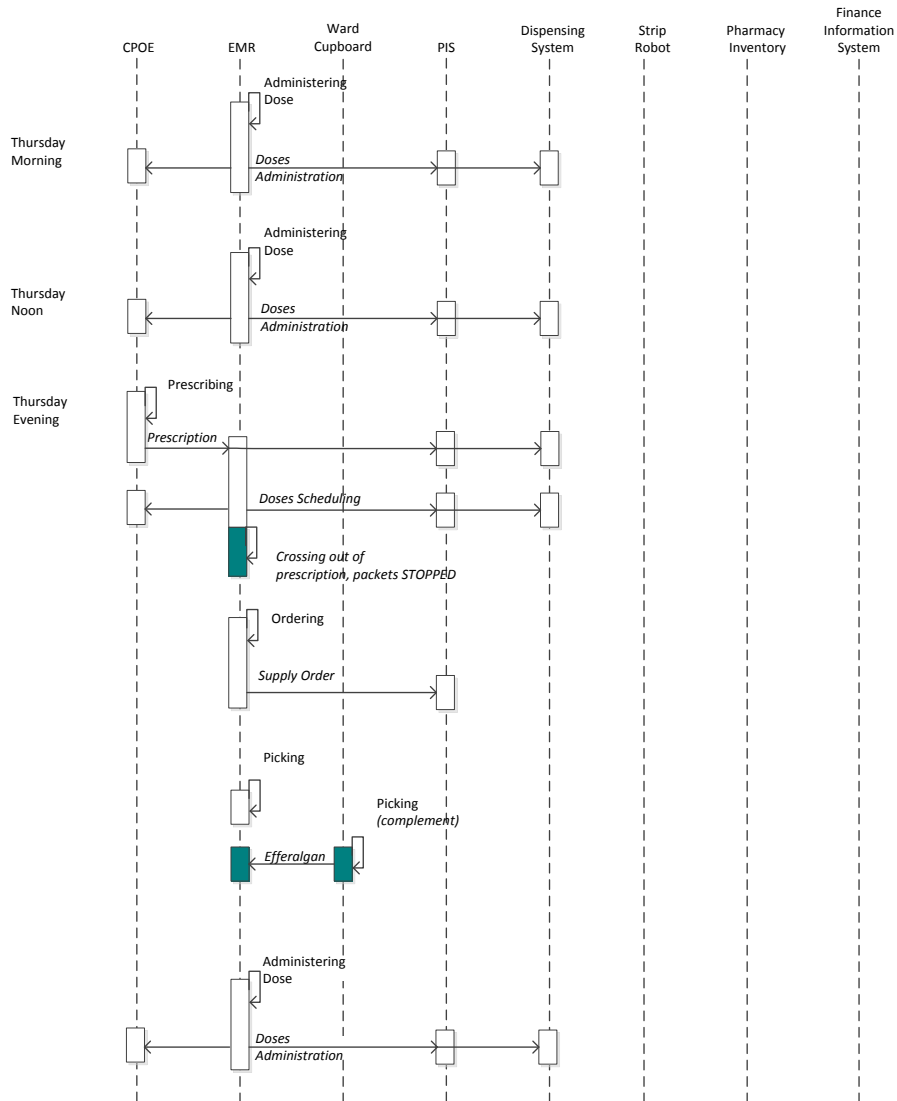 CPOE
EMR
Ward
Cupboard
PIS
Dispensing
System
Strip
Robot
Pharmacy
Inventory
Finance
Information
System
Administering
Dose
Thursday
Morning
Doses
Administration
Administering
Dose
Thursday
Noon
Doses
Administration
Thursday
Evening
Prescribing
Prescription
Doses Scheduling
Crossing out of
prescription, packets STOPPED
Ordering
Supply Order
Picking
Picking
(complement)
Efferalgan
Administering
Dose
Doses
Administration